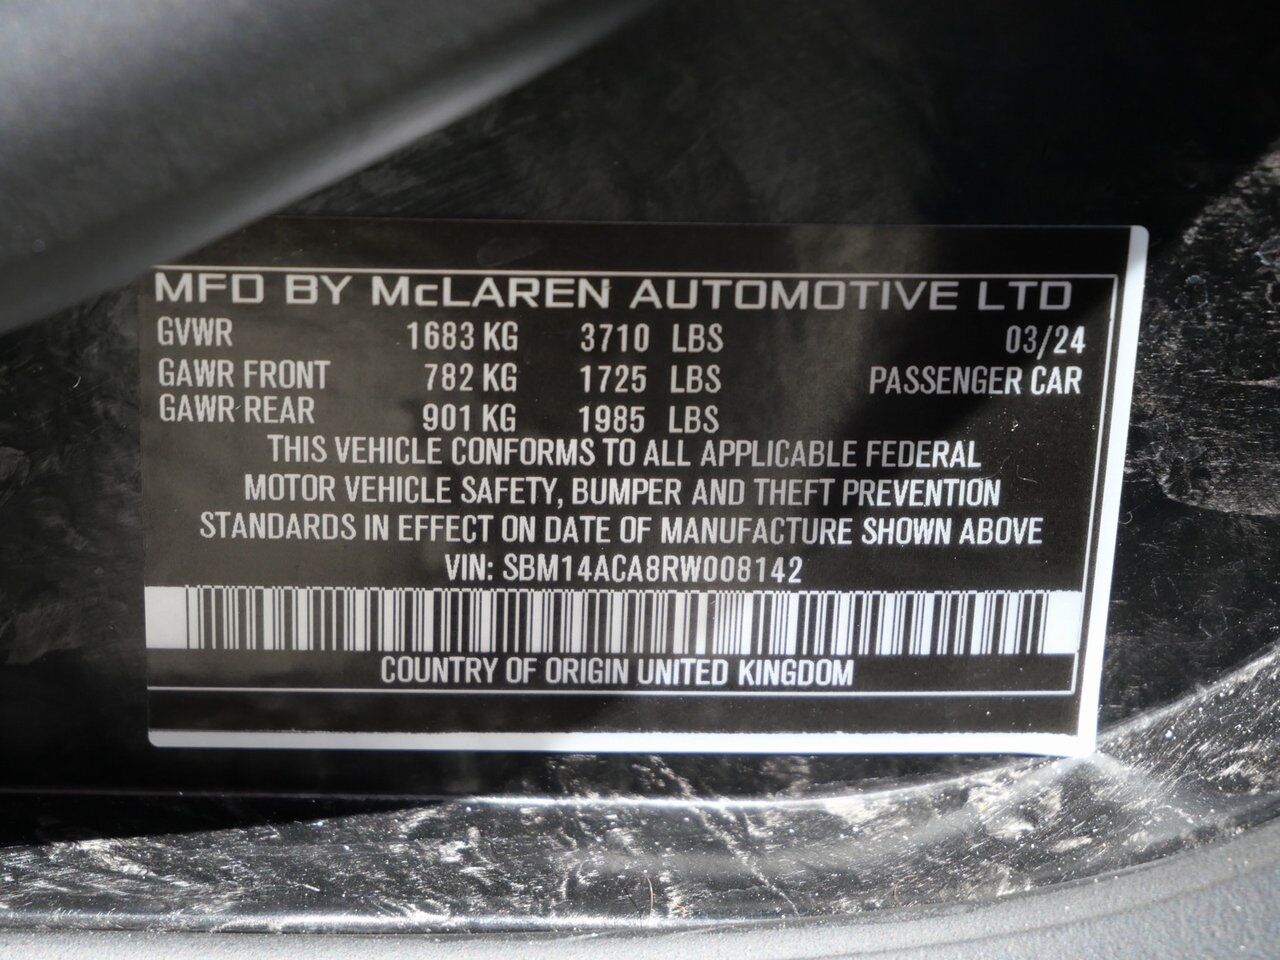 MFD BY McLAREN AUTOMOTIVE LTD
GVWR 1683 KG 3710 LBS 03/24
GAWR FRONT 782 KG 1725 LBS PASSENGER CAR
GAWR REAR 901 KG 1985 LBS
THIS VEHICLE CONFORMS TO ALL APPLICABLE FEDERAL
MOTOR VEHICLE SAFETY, BUMPER AND THEFT PREVENTION
STANDARDS IN EFFECT ON DATE OF MANUFACTURE SHOWN ABOVE
VIN: SBM14ACA8RW008142
COUNTRY OF ORIGIN UNITED KINGDOM